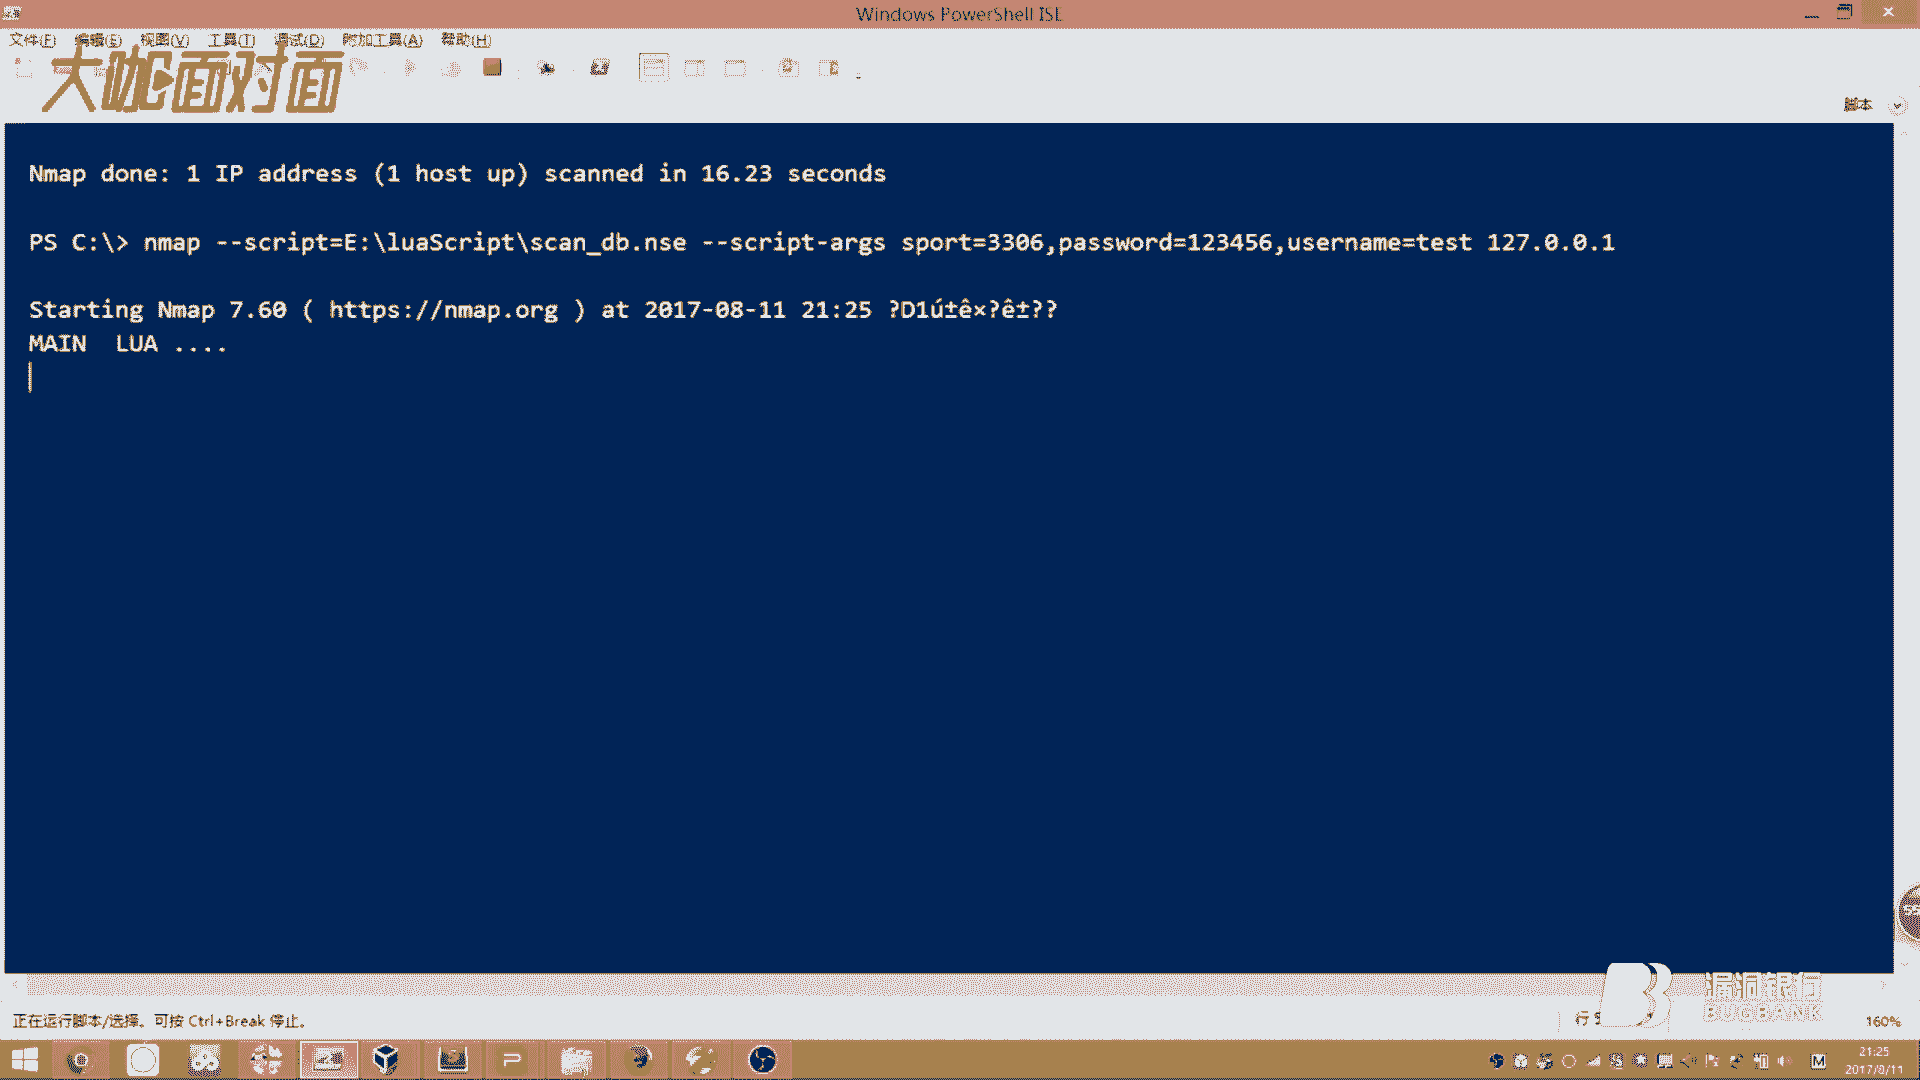 Windows PowerShell ISE
文件(F) 编辑(E) 视图(V) 工具(T) 调试(D) 附加工具(A) 帮助(H)
大咖面对面
脚本
Nmap done: 1 IP address (1 host up) scanned in 16.23 seconds
PS C:\> nmap --script=E:\luaScript\scan_db.nse --script-args sport=3306,password=123456,username=test 127.0.0.1
Starting Nmap 7.60 ( https://nmap.org ) at 2017-08-11 21:25 ?D1ú±ê×?ê±??
MAIN  LUA ....
漏洞银行
BUGBANK
正在运行脚本/选择。可按 Ctrl+Break 停止。
行
160%
21:25
2017/8/11